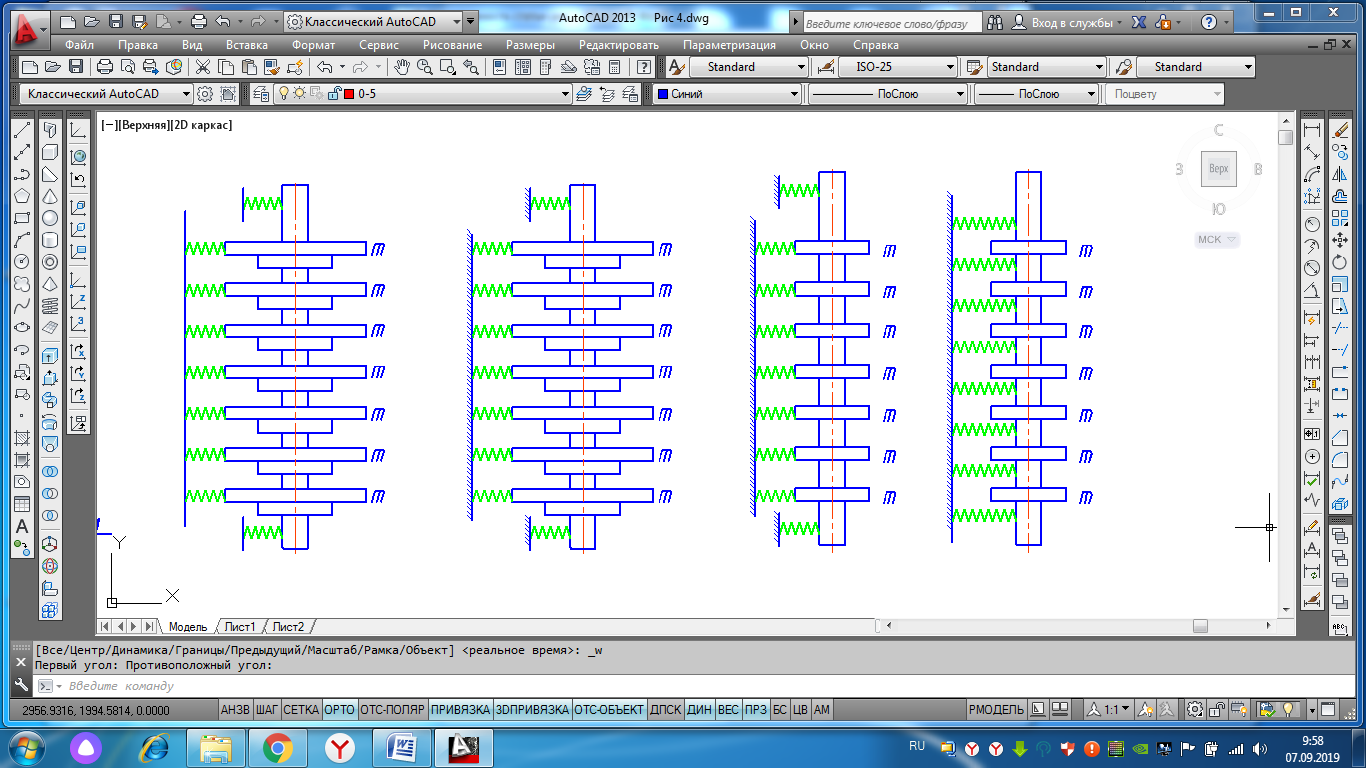 AutoCAD 2013 Рис 4.dwg
Классический AutoCAD
Введите ключевое слово/фразу
Вход в службы
Файл Правка Вид Вставка Формат Сервис Рисование Размеры Редактировать Параметризация Окно Справка
Standard ISO-25 Standard Standard
Классический AutoCAD 0-5 Синий ПоСлою ПоСлою Поцвету
[−][Верхняя][2D каркас]
С
З Верх В
Ю
МСК
m m m m
m m m m
m m m m
m m m m
m m m m
m m m m
m m m m
Y
X
Модель Лист1 Лист2
[Все/Центр/Динамика/Границы/Предыдущий/Масштаб/Рамка/Объект] <реальное время>: _w
Первый угол: Противоположный угол:
Введите команду
2956.9316, 1994.5814, 0.0000 АНЗВ ШАГ СЕТКА ОРТО ОТС-ПОЛЯР ПРИВЯЗКА 3DПРИВЯЗКА ОТС-ОБЪЕКТ ДПСК ДИН ВЕС ПРЗ БС ЦВ АМ РМОДЕЛЬ 1:1
RU 9:58
07.09.2019